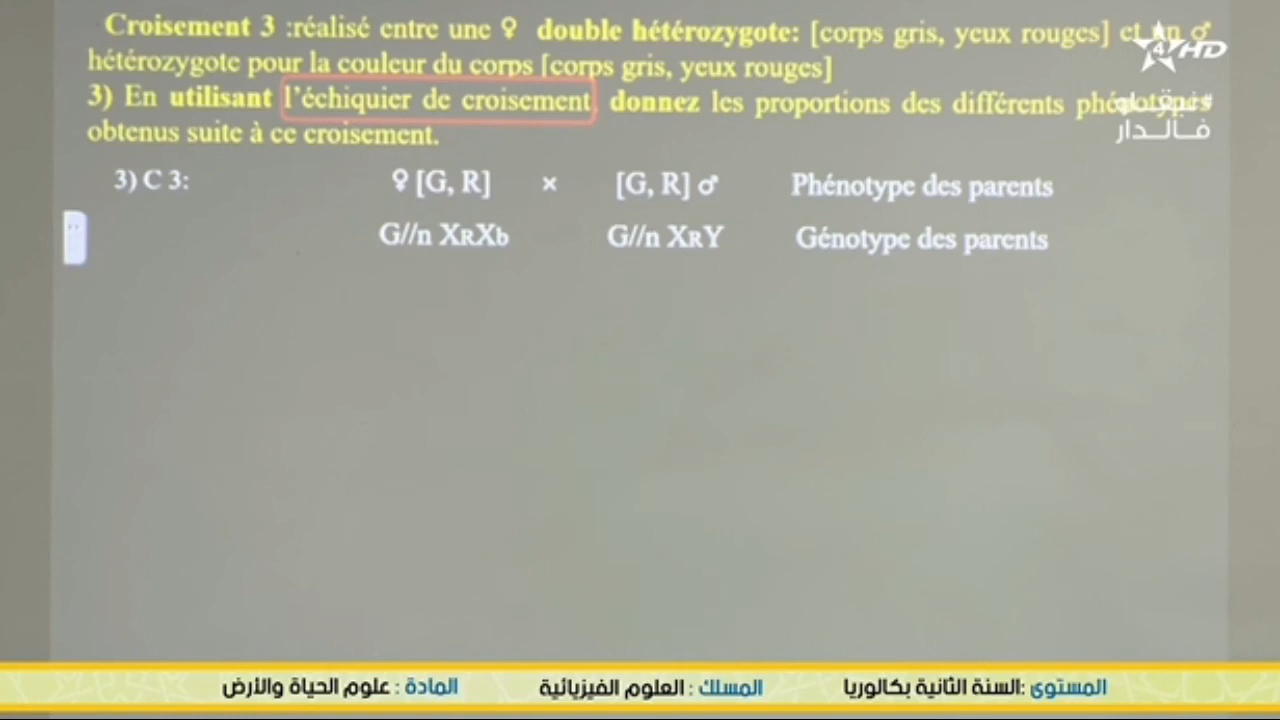 Croisement 3 :réalisé entre une ♀ double hétérozygote: [corps gris, yeux rouges] et un ♂
hétérozygote pour la couleur du corps [corps gris, yeux rouges]
3) En utilisant l'échiquier de croisement, donnez les proportions des différents phénotypes
obtenus suite à ce croisement.
4 HD
فالدار
3) C 3: ♀ [G, R] × [G, R] ♂ Phénotype des parents
G//n XRXb G//n XRY Génotype des parents
المستوى :السنة الثانية بكالوريا المسلك : العلوم الفيزيائية المادة : علوم الحياة والأرض